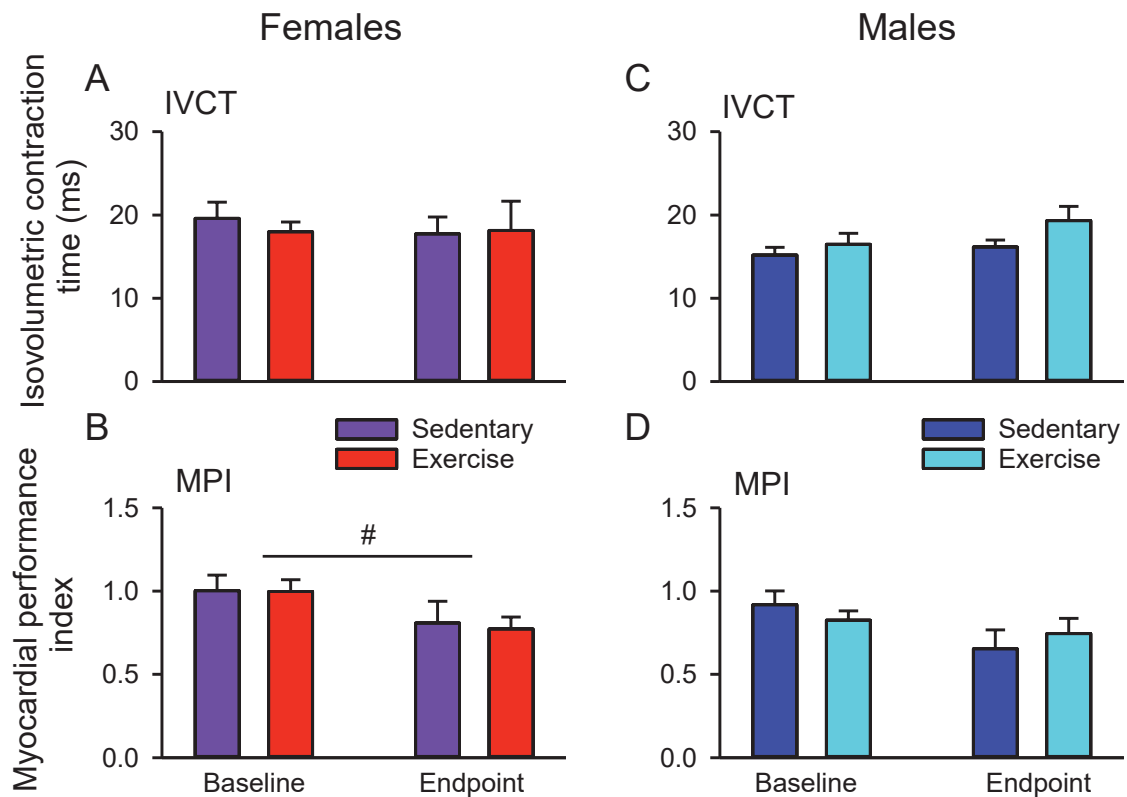 Females
Males
A
IVCT
Isovolumetric contraction
time (ms)
30
20
10
0
C
IVCT
30
20
10
0
B
Sedentary
Exercise
MPI
Myocardial performance
index
1.5
1.0
0.5
0.0
#
Baseline
Endpoint
D
Sedentary
Exercise
MPI
1.5
1.0
0.5
0.0
Baseline
Endpoint